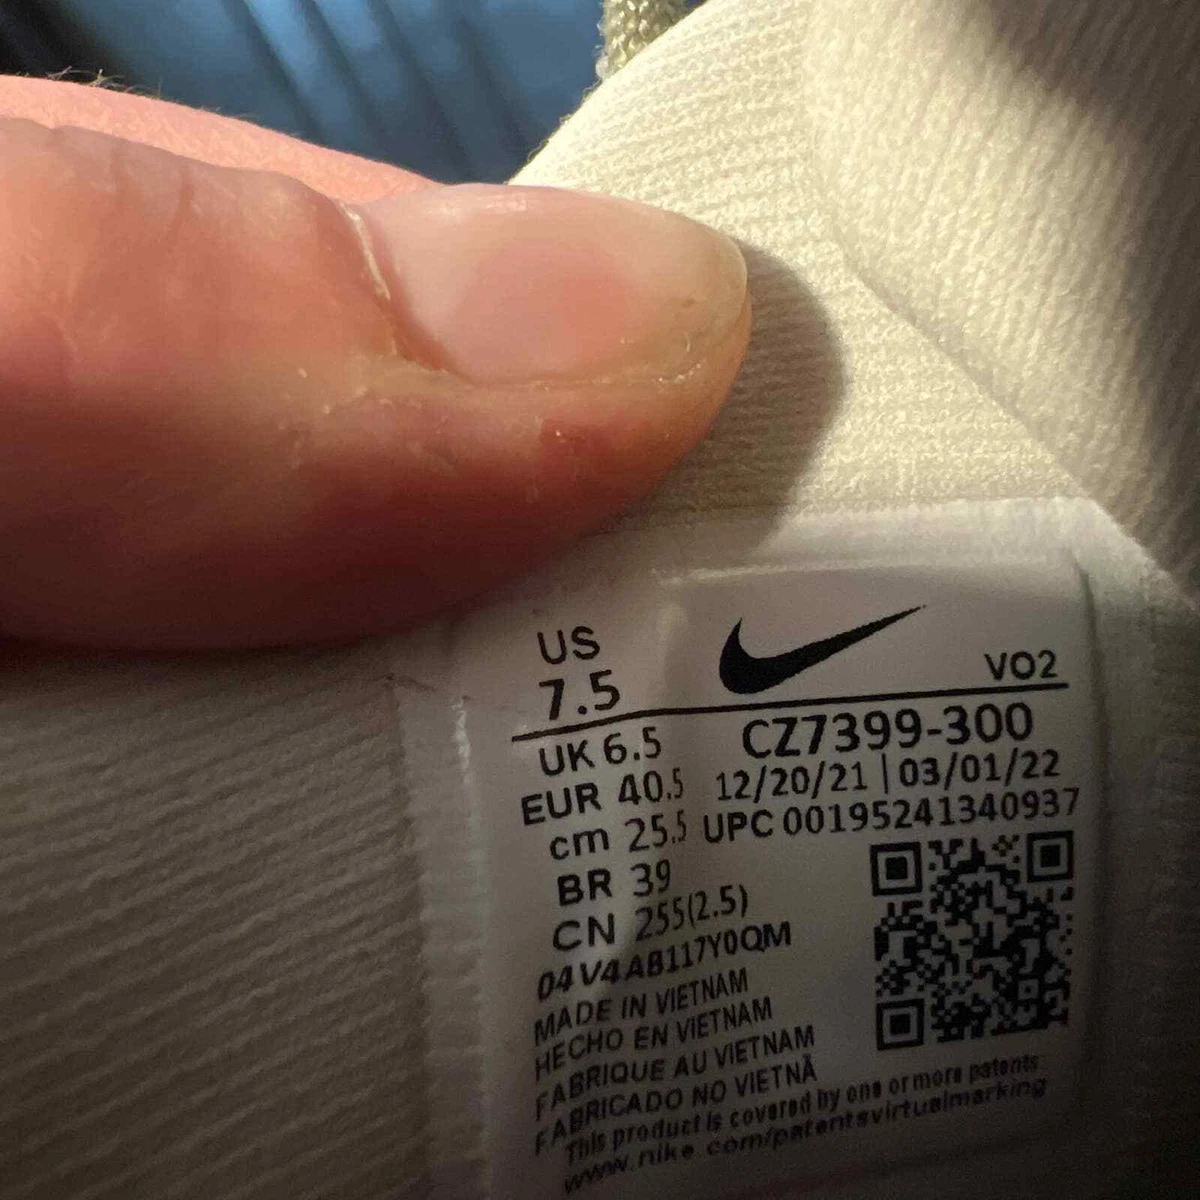 US
7.5
VO2
UK 6.5
CZ7399-300
EUR 40.5
12/20/21 | 03/01/22
cm 25.5
UPC 001952413​40937
BR 39
CN 255(2.5)
04V4AB117Y0QM
MADE IN VIETNAM
HECHO EN VIETNAM
FABRIQUE AU VIETNAM
FABRICADO NO VIETNÃ
This product is covered by one or more patents
www.nike.com/patentsvirtualmarking